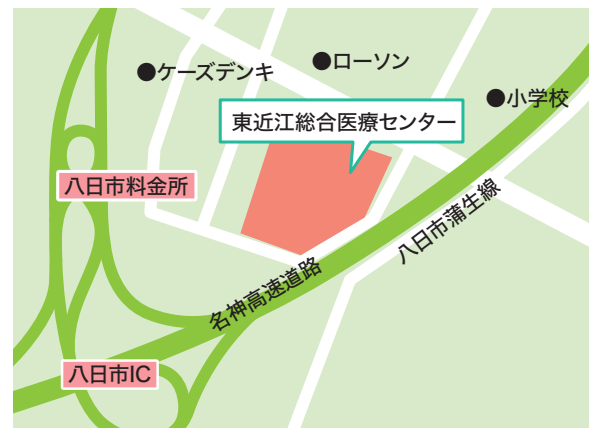 ●ケーズデンキ
●ローソン
●小学校
東近江総合医療センター
八日市料金所
八日市蒲生線
名神高速道路
八日市IC